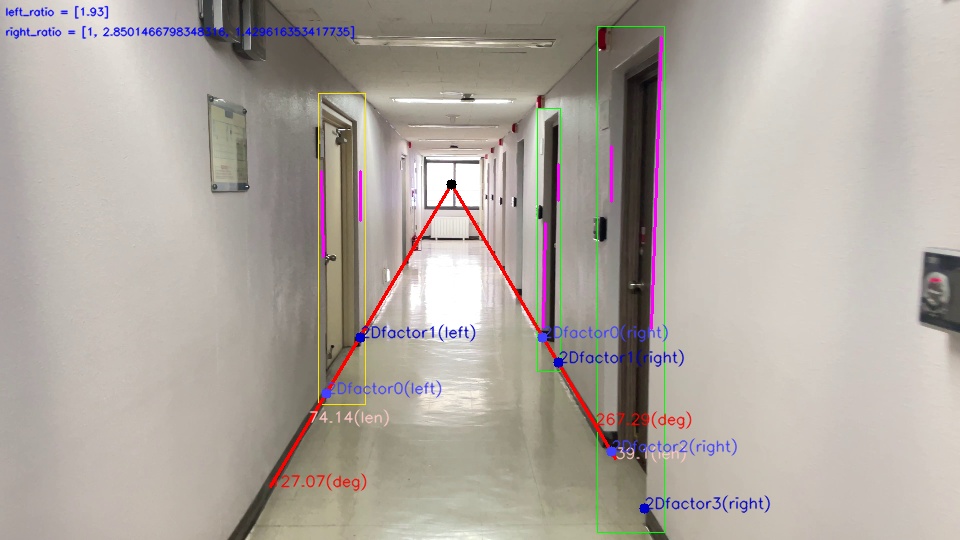 left_ratio = [1.93]
right_ratio = [1, 2.8501466798348316, 1.429616353417735]
2Dfactor1(left)
2Dfactor0(right)
2Dfactor1(right)
2Dfactor0(left)
74.14(len)
267.29(deg)
2Dfactor2(right)
39.1(len)
27.07(deg)
2Dfactor3(right)